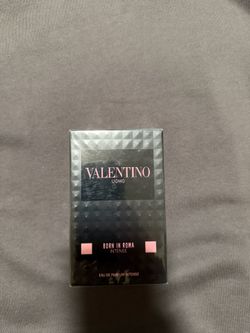 VALENTINO
UOMO
BORN IN ROMA
INTENSE
EAU DE PARFUM INTENSE